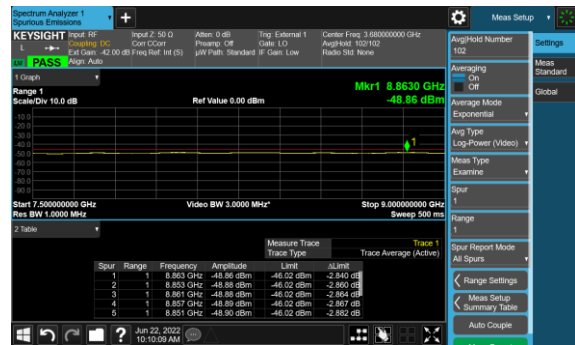 Spectrum Analyzer 1
Spurious Emissions
Meas Setup
KEYSIGHT Input: RF Input Z: 50 Ω Atten: 0 dB Trig: External 1 Center Freq: 3.680000000 GHz
L Coupling: DC Corr CCorr Preamp: Off Gate: LO Avg|Hold: 102/102
Ext Gain: -42.00 dB Freq Ref: Int (S) µW Path: Standard IF Gain: Low Radio Std: None
PASS Align: Auto
1 Graph
Range 1
Scale/Div 10.0 dB
Ref Value 0.00 dBm
Mkr1 8.8630 GHz
-48.86 dBm
-10.0
-20.0
-30.0
-40.0
-50.0
-60.0
-70.0
-80.0
-90.0
1
Start 7.500000000 GHz Video BW 3.0000 MHz* Stop 9.000000000 GHz
Res BW 1.0000 MHz Sweep 500 ms
2 Table
Measure Trace Trace 1
Trace Type Trace Average (Active)
Spur Range Frequency Amplitude Limit ΔLimit
1 1 8.863 GHz -48.86 dBm -46.02 dBm -2.840 dB
2 1 8.853 GHz -48.88 dBm -46.02 dBm -2.860 dB
3 1 8.861 GHz -48.88 dBm -46.02 dBm -2.864 dB
4 1 8.857 GHz -48.89 dBm -46.02 dBm -2.867 dB
5 1 8.851 GHz -48.90 dBm -46.02 dBm -2.882 dB
Jun 22, 2022
10:10:09 AM
Avg|Hold Number
102
Averaging
On
Off
Average Mode
Exponential
Avg Type
Log-Power (Video)
Meas Type
Examine
Spur
1
Range
1
Spur Report Mode
All Spurs
Range Settings
Meas Setup
Summary Table
Auto Couple
Settings
Meas
Standard
Global